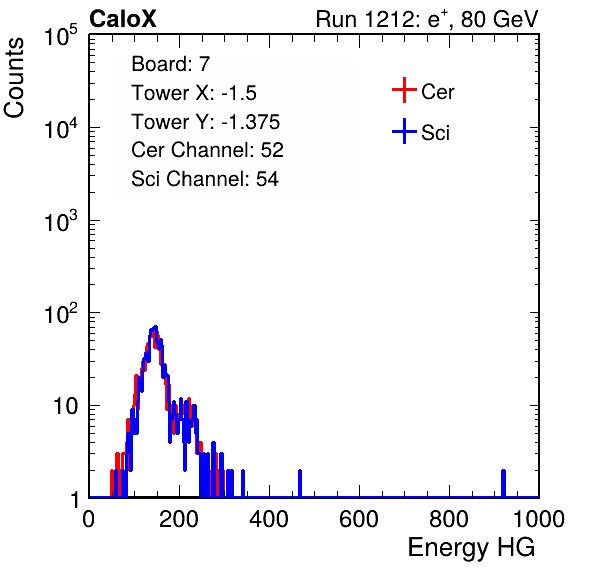 CaloX Run 1212: e⁺, 80 GeV
Counts
Board: 7
Tower X: -1.5
Tower Y: -1.375
Cer Channel: 52
Sci Channel: 54
Cer
Sci
10⁵
10⁴
10³
10²
10
1
0 200 400 600 800 1000
Energy HG